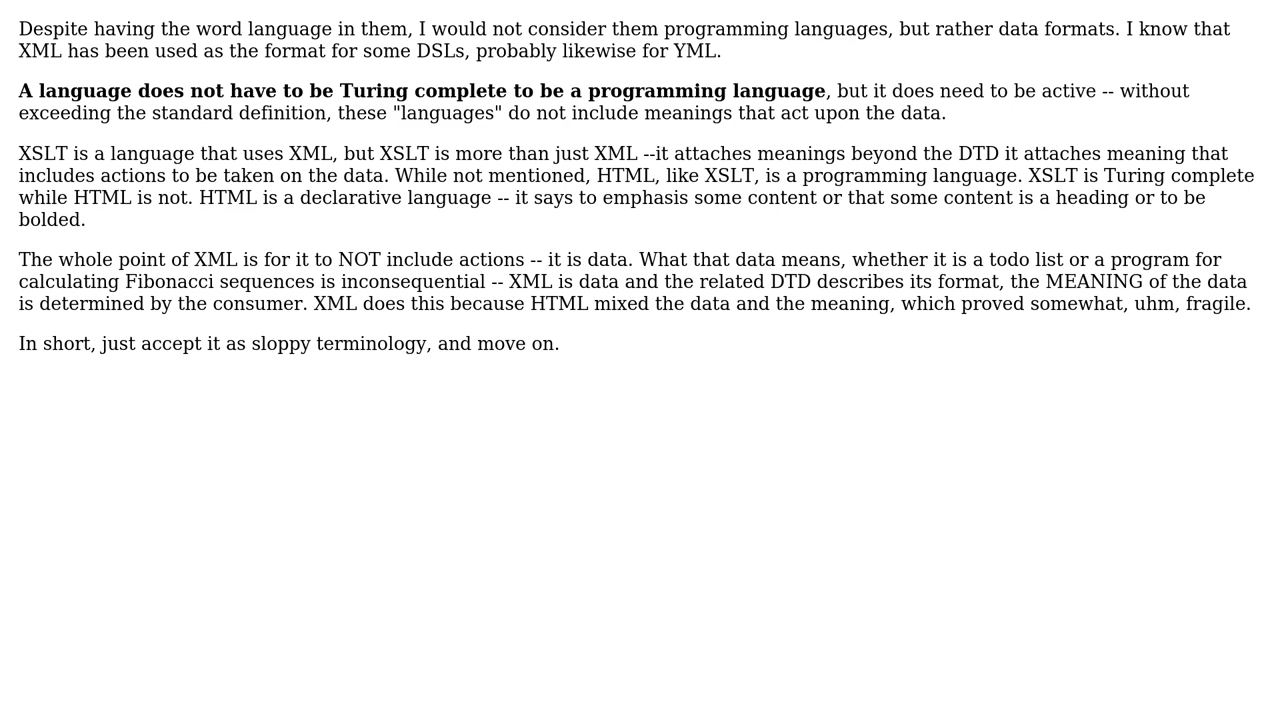 Despite having the word language in them, I would not consider them programming languages, but rather data formats. I know that
XML has been used as the format for some DSLs, probably likewise for YML.
A language does not have to be Turing complete to be a programming language, but it does need to be active -- without
exceeding the standard definition, these "languages" do not include meanings that act upon the data.
XSLT is a language that uses XML, but XSLT is more than just XML --it attaches meanings beyond the DTD it attaches meaning that
includes actions to be taken on the data. While not mentioned, HTML, like XSLT, is a programming language. XSLT is Turing complete
while HTML is not. HTML is a declarative language -- it says to emphasis some content or that some content is a heading or to be
bolded.
The whole point of XML is for it to NOT include actions -- it is data. What that data means, whether it is a todo list or a program for
calculating Fibonacci sequences is inconsequential -- XML is data and the related DTD describes its format, the MEANING of the data
is determined by the consumer. XML does this because HTML mixed the data and the meaning, which proved somewhat, uhm, fragile.
In short, just accept it as sloppy terminology, and move on.